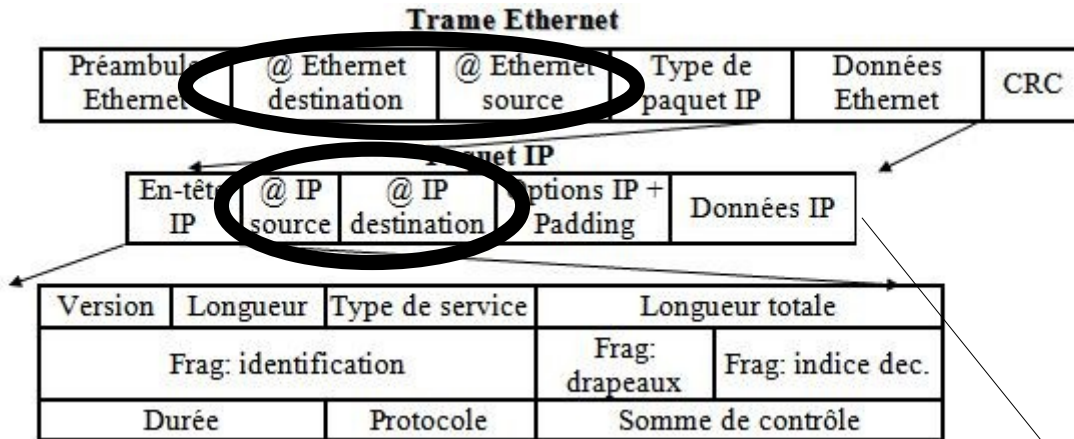 Trame Ethernet
Préambule @ Ethernet @ Ethernet Type de Données CRC
Ethernet destination source paquet IP Ethernet
Paquet IP
En-tête @ IP @ IP Options IP + Données IP
IP source destination Padding
Version Longueur Type de service Longueur totale
Frag: identification Frag: drapeaux Frag: indice dec.
Durée Protocole Somme de contrôle